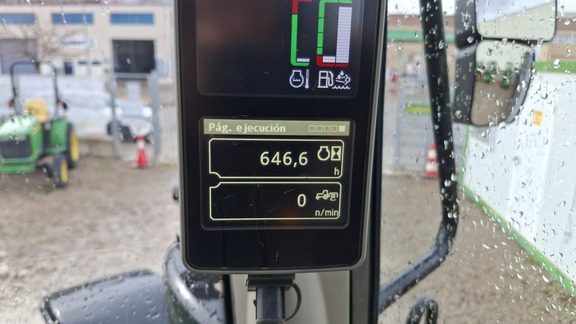 Pág. ejecución
646,6
h
0
n/min